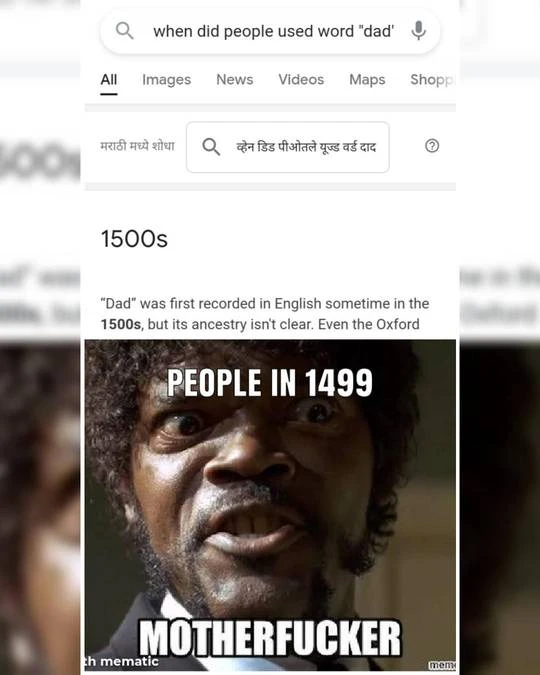 when did people used word "dad'
All Images News Videos Maps Shopp
मराठी मध्ये शोधा
व्हेन डिड पीओतले यूज्ड वर्ड दाद
1500s
“Dad” was first recorded in English sometime in the
1500s, but its ancestry isn't clear. Even the Oxford
PEOPLE IN 1499
MOTHERFUCKER
th mematic